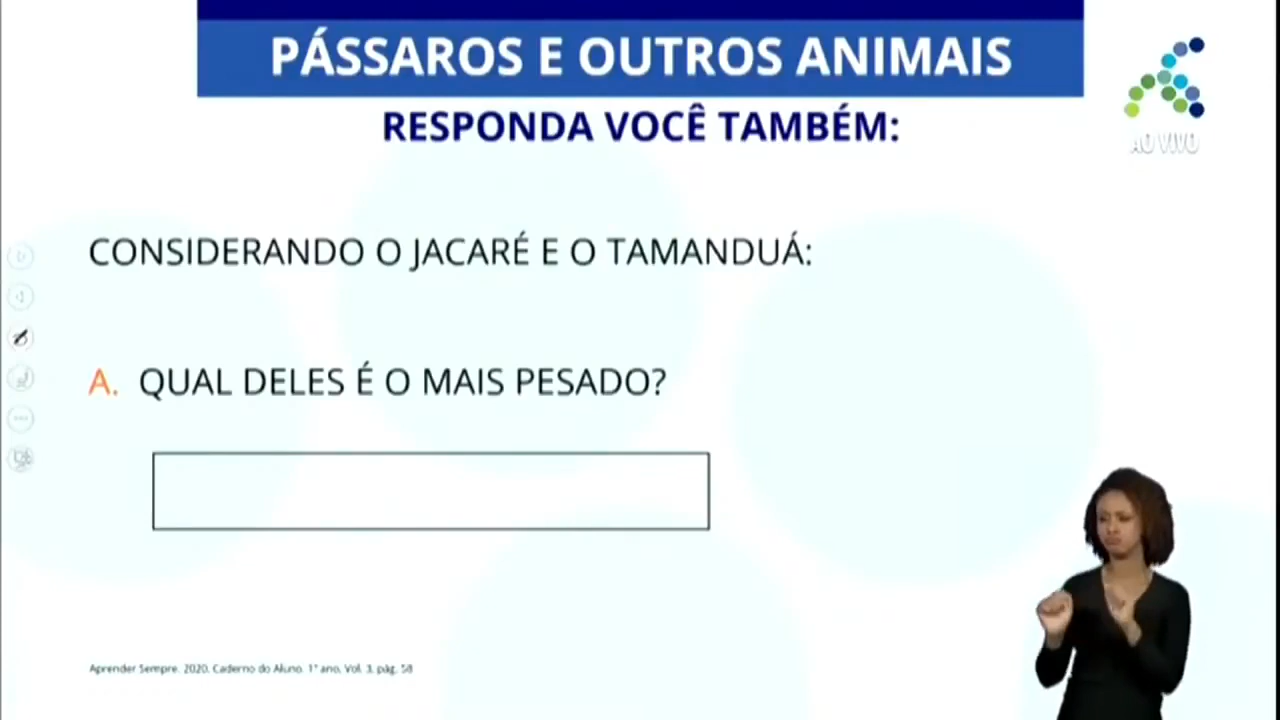 PÁSSAROS E OUTROS ANIMAIS
RESPONDA VOCÊ TAMBÉM:
AO VIVO
CONSIDERANDO O JACARÉ E O TAMANDUÁ:
A. QUAL DELES É O MAIS PESADO?
Aprender Sempre. 2020. Caderno do Aluno. 1º ano, Vol. 3, pág. 58